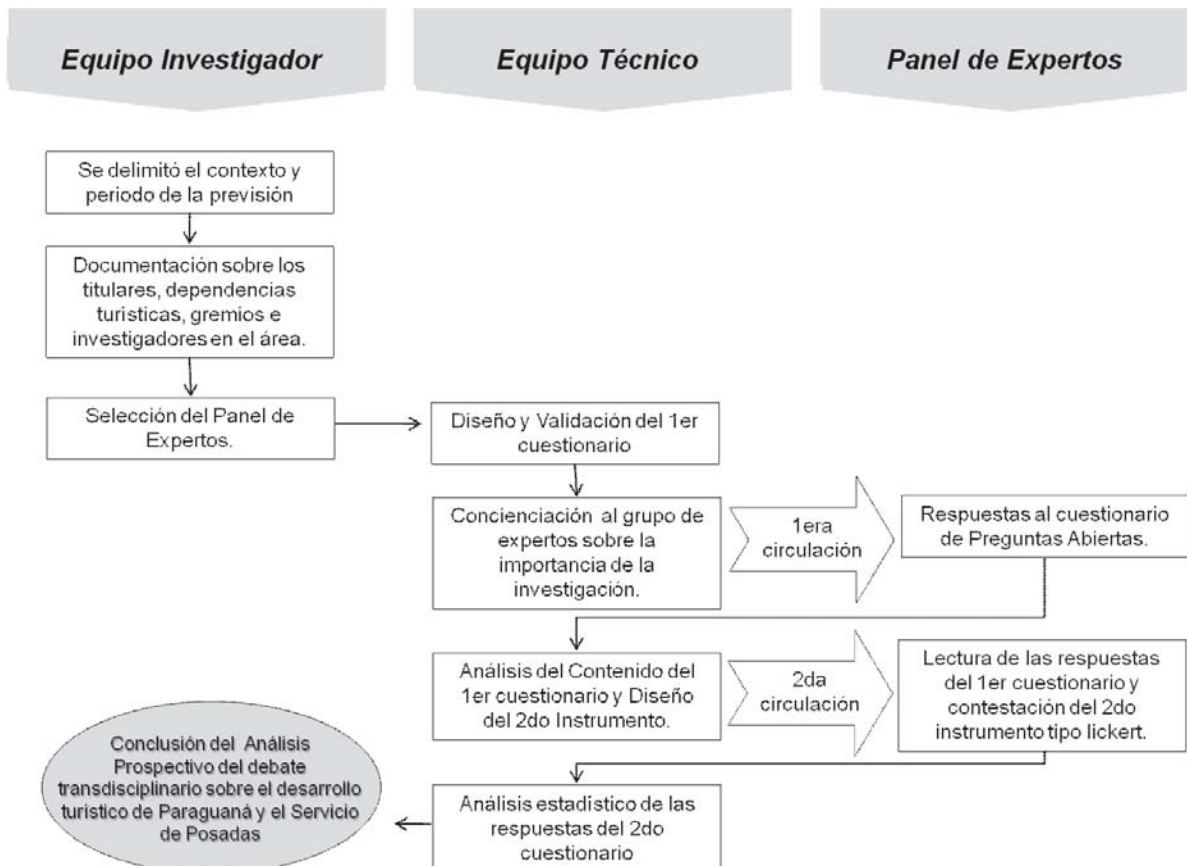 Equipo Investigador
Equipo Técnico
Panel de Expertos
Se delimitó el contexto y
periodo de la previsión
Documentación sobre los
titulares, dependencias
turísticas, gremios e
investigadores en el área.
Selección del Panel de
Expertos.
Diseño y Validación del 1er
cuestionario
Concienciación al grupo de
expertos sobre la
importancia de la
investigación.
1era
circulación
Respuestas al cuestionario
de Preguntas Abiertas.
Análisis del Contenido del
1er cuestionario y Diseño
del 2do Instrumento.
2da
circulación
Lectura de las respuestas
del 1er cuestionario y
contestación del 2do
instrumento tipo lickert.
Análisis estadístico de las
respuestas del 2do
cuestionario
Conclusión del Análisis
Prospectivo del debate
transdisciplinario sobre el desarrollo
turístico de Paraguaná y el Servicio
de Posadas